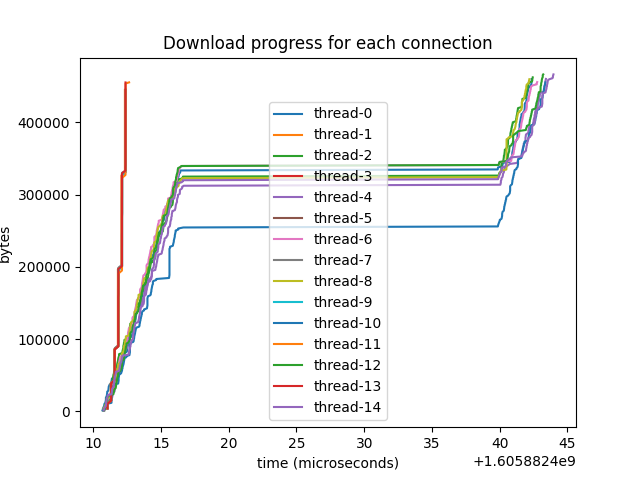 Download progress for each connection
bytes
400000
300000
200000
100000
0
thread-0
thread-1
thread-2
thread-3
thread-4
thread-5
thread-6
thread-7
thread-8
thread-9
thread-10
thread-11
thread-12
thread-13
thread-14
10 15 20 25 30 35 40 45
time (microseconds)
+1.6058824e9